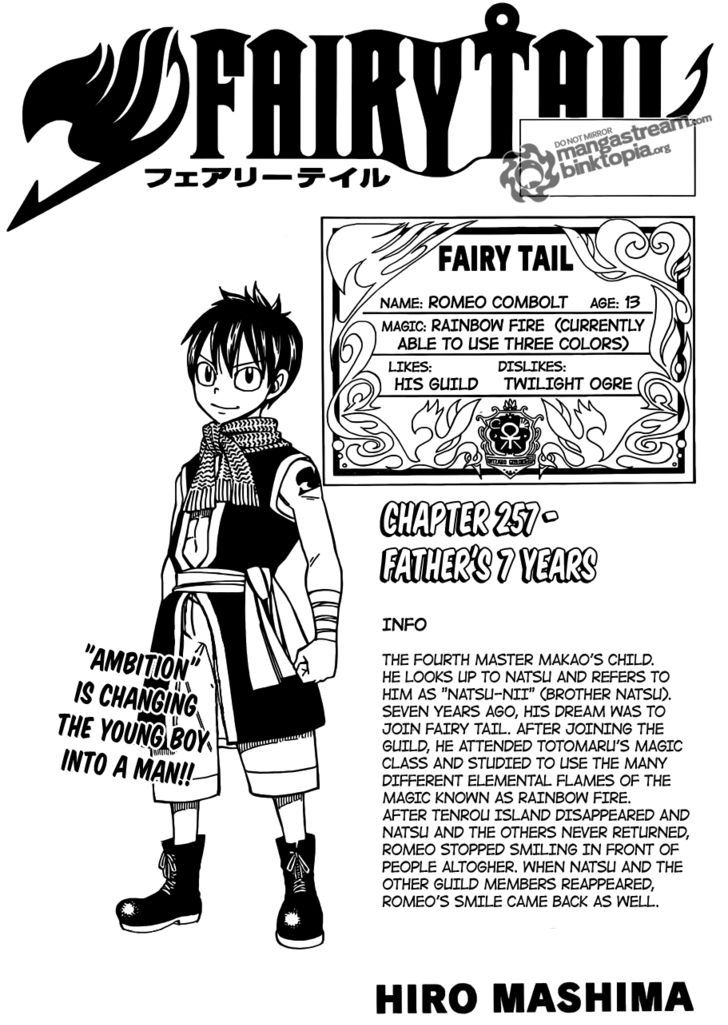 FAIRY TAIL
フェアリーテイル
DO NOT MIRROR
mangastream.com
binktopia.org
FAIRY TAIL
NAME: ROMEO COMBOLT AGE: 13
MAGIC: RAINBOW FIRE (CURRENTLY
ABLE TO USE THREE COLORS)
LIKES: DISLIKES:
HIS GUILD TWILIGHT OGRE
CHAPTER 257 -
FATHER'S 7 YEARS
"AMBITION"
IS CHANGING
THE YOUNG BOY
INTO A MAN!!
INFO
THE FOURTH MASTER MAKAO'S CHILD.
HE LOOKS UP TO NATSU AND REFERS TO
HIM AS "NATSU-NII" (BROTHER NATSU).
SEVEN YEARS AGO, HIS DREAM WAS TO
JOIN FAIRY TAIL. AFTER JOINING THE
GUILD, HE ATTENDED TOTOMARU'S MAGIC
CLASS AND STUDIED TO USE THE MANY
DIFFERENT ELEMENTAL FLAMES OF THE
MAGIC KNOWN AS RAINBOW FIRE.
AFTER TENROU ISLAND DISAPPEARED AND
NATSU AND THE OTHERS NEVER RETURNED,
ROMEO STOPPED SMILING IN FRONT OF
PEOPLE ALTOGHER. WHEN NATSU AND THE
OTHER GUILD MEMBERS REAPPEARED,
ROMEO'S SMILE CAME BACK AS WELL.
HIRO MASHIMA